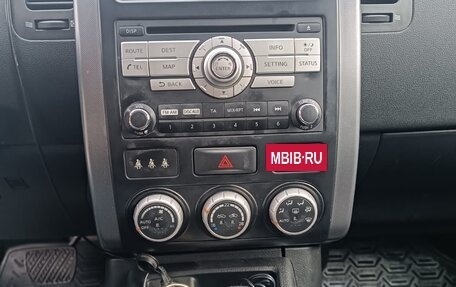 DISP
ROUTE DEST INFO
TEL MAP ENTER SETTING STATUS
BACK VOICE
FM·AM DISC·AUX TA MIX·RPT
1 2 3 4 5 6
MBIB·RU
AUTO A/C OFF
AUTO OFF